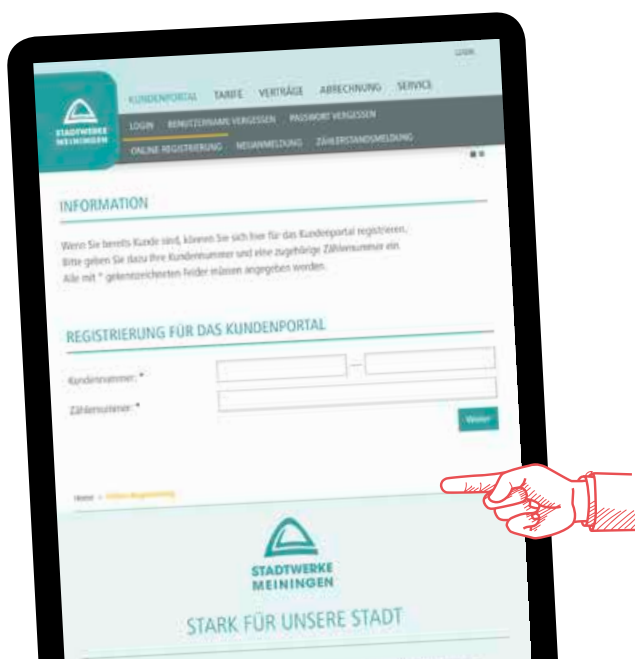 LOGIN
KUNDENPORTAL TARIFE VERTRÄGE ABRECHNUNG SERVICE
STADTWERKE
MEININGEN
LOGIN BENUTZERNAME VERGESSEN PASSWORT VERGESSEN
ONLINE REGISTRIERUNG NEUANMELDUNG ZÄHLERSTANDSMELDUNG
INFORMATION
Wenn Sie bereits Kunde sind, können Sie sich hier für das Kundenportal registrieren.
Bitte geben Sie dazu Ihre Kundennummer und eine zugehörige Zählernummer ein.
Alle mit * gekennzeichneten Felder müssen angegeben werden.
REGISTRIERUNG FÜR DAS KUNDENPORTAL
Kundennummer: *
Zählernummer: *
Weiter
Home > Online-Registrierung
STADTWERKE
MEININGEN
STARK FÜR UNSERE STADT